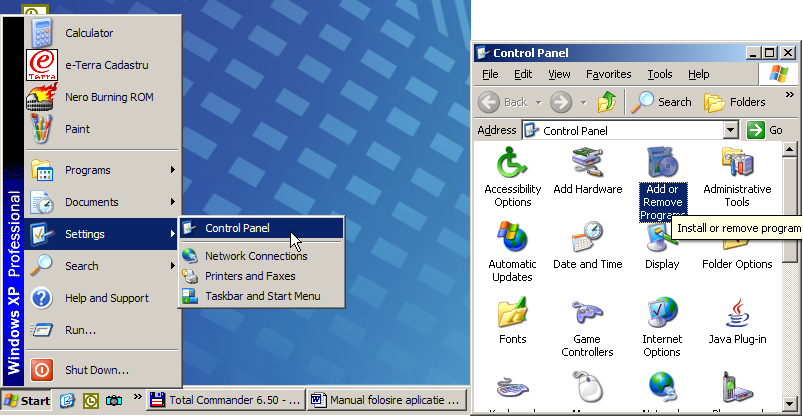 Calculator
e
Terra
e-Terra Cadastru
Nero Burning ROM
Paint
Programs
Documents
Settings
Search
Help and Support
Run...
Shut Down...
Windows XP Professional
Control Panel
Network Connections
Printers and Faxes
Taskbar and Start Menu
Start
»
Total Commander 6.50 - ...
Manual folosire aplicatie ...
Control Panel
File Edit View Favorites Tools Help
Back Search Folders »
Address Control Panel Go
Accessibility
Options
Add Hardware
Add or
Remove
Programs
Administrative
Tools
Install or remove program
Automatic
Updates
Date and Time
Display
Folder Options
Fonts
Game
Controllers
Internet
Options
Java Plug-in